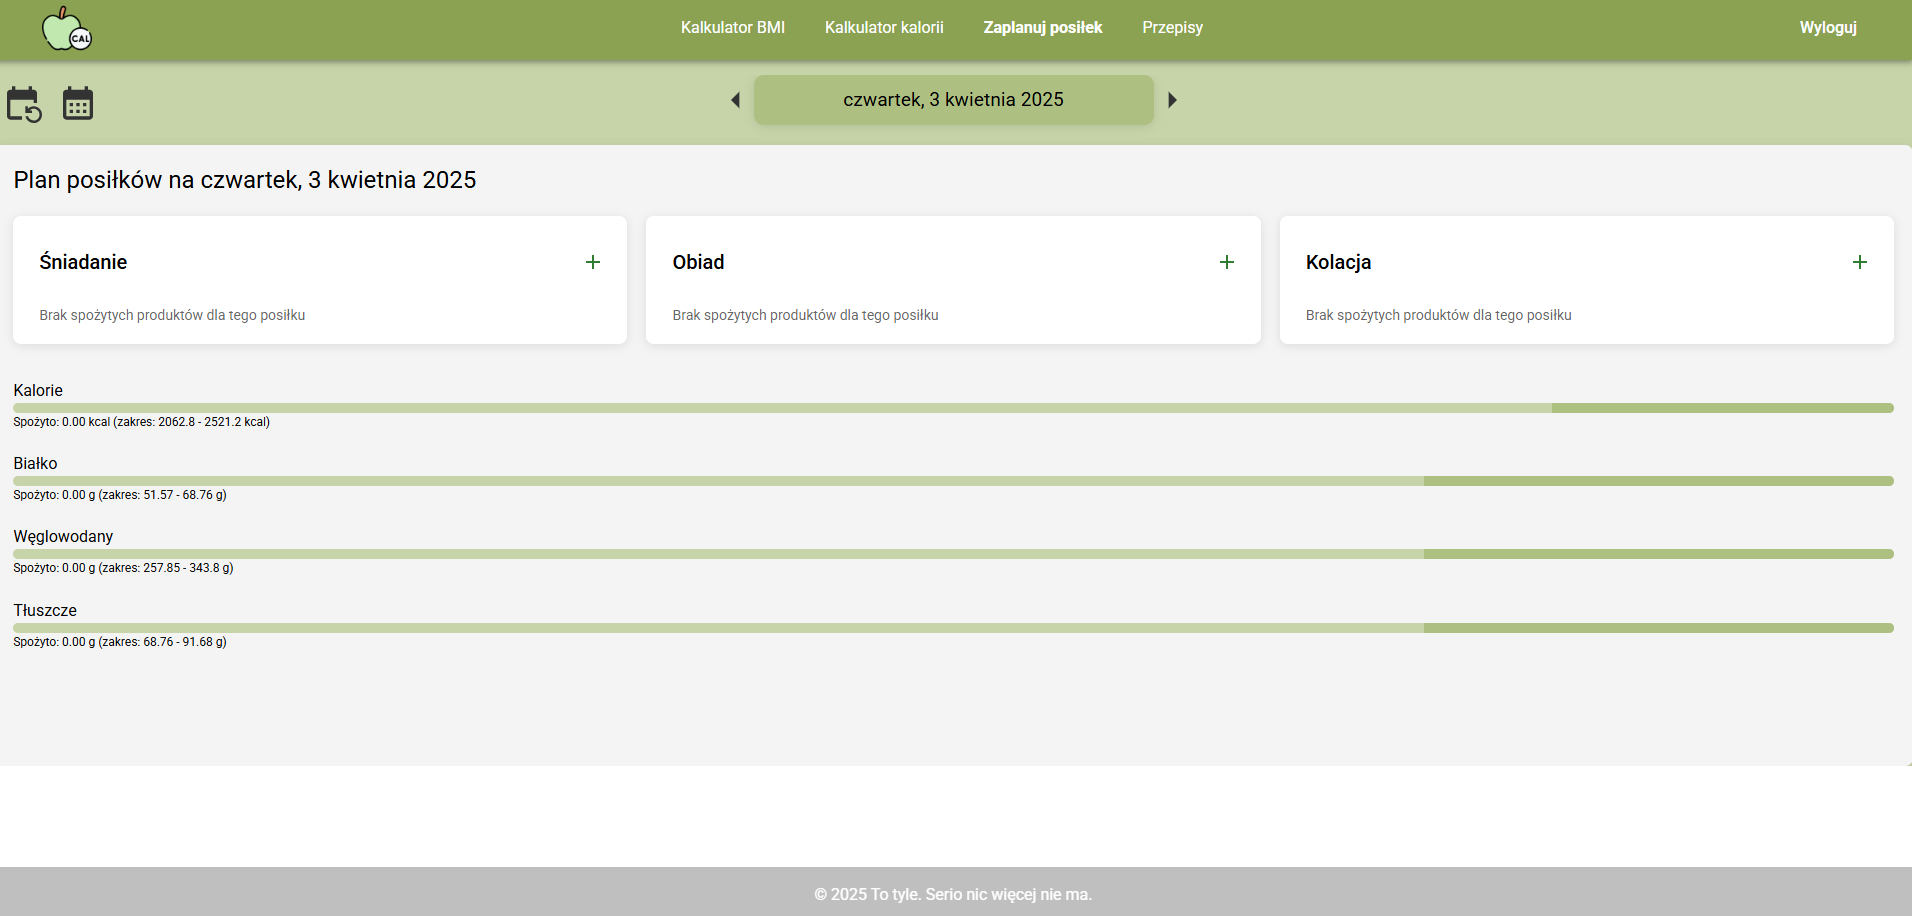 CAL
Kalkulator BMI
Kalkulator kalorii
Zaplanuj posiłek
Przepisy
Wyloguj
czwartek, 3 kwietnia 2025
Plan posiłków na czwartek, 3 kwietnia 2025
Śniadanie
Brak spożytych produktów dla tego posiłku
Obiad
Brak spożytych produktów dla tego posiłku
Kolacja
Brak spożytych produktów dla tego posiłku
Kalorie
Spożyto: 0.00 kcal (zakres: 2062.8 - 2521.2 kcal)
Białko
Spożyto: 0.00 g (zakres: 51.57 - 68.76 g)
Węglowodany
Spożyto: 0.00 g (zakres: 257.85 - 343.8 g)
Tłuszcze
Spożyto: 0.00 g (zakres: 68.76 - 91.68 g)
© 2025 To tyle. Serio nic więcej nie ma.